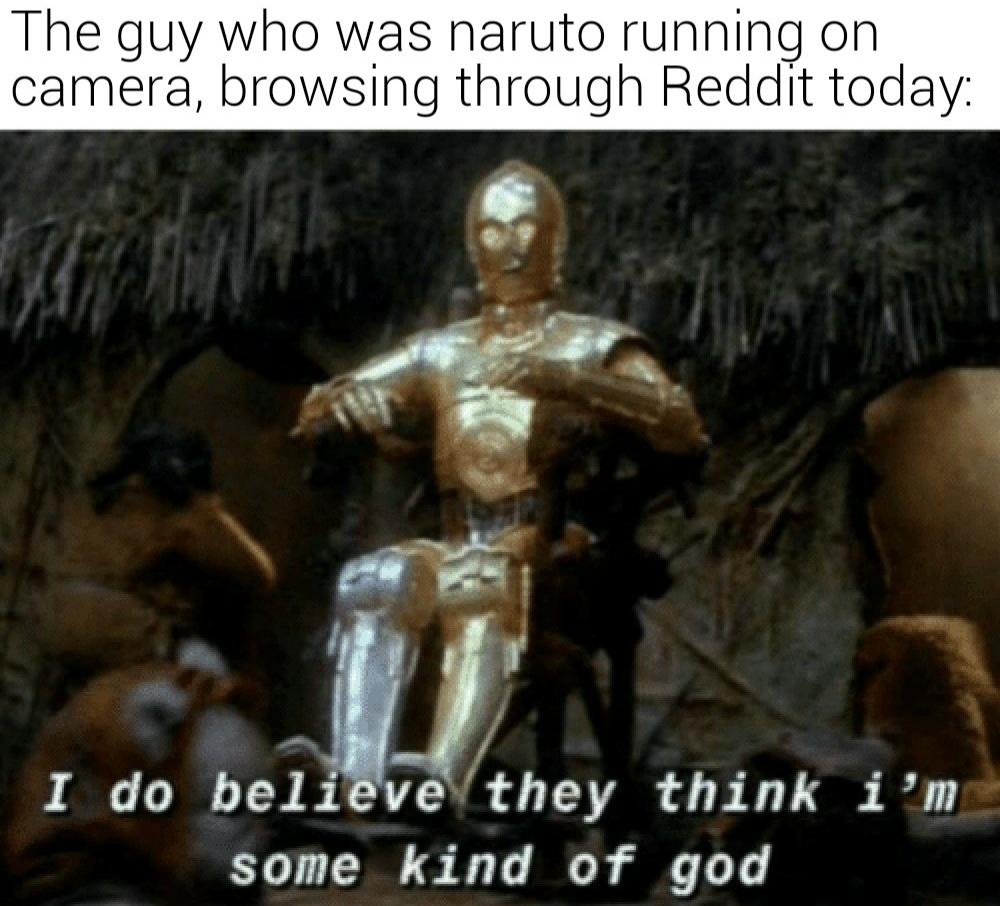 The guy who was naruto running on
camera, browsing through Reddit today:
I do believe they think i'm
some kind of god